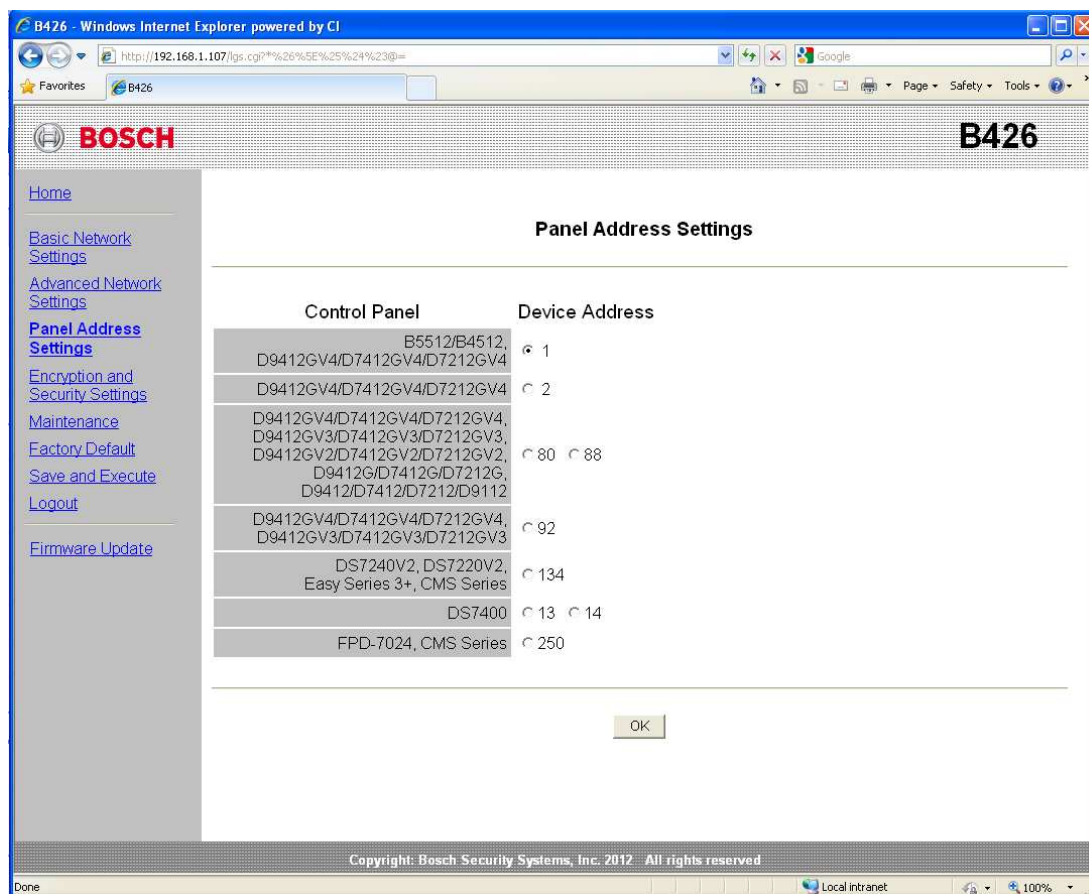 B426 - Windows Internet Explorer powered by CI
http://192.168.1.107/lgs.cgi?*%26%5E%25%24%23@=
Google
Favorites
B426
Page
Safety
Tools
BOSCH
B426
Home
Basic Network
Settings
Advanced Network
Settings
Panel Address
Settings
Encryption and
Security Settings
Maintenance
Factory Default
Save and Execute
Logout
Firmware Update
Panel Address Settings
Control Panel Device Address
B5512/B4512,
D9412GV4/D7412GV4/D7212GV4
1
D9412GV4/D7412GV4/D7212GV4
2
D9412GV4/D7412GV4/D7212GV4,
D9412GV3/D7412GV3/D7212GV3,
D9412GV2/D7412GV2/D7212GV2,
D9412G/D7412G/D7212G,
D9412/D7412/D7212/D9112
80 88
D9412GV4/D7412GV4/D7212GV4,
D9412GV3/D7412GV3/D7212GV3
92
DS7240V2, DS7220V2,
Easy Series 3+, CMS Series
134
DS7400
13 14
FPD-7024, CMS Series
250
OK
Copyright: Bosch Security Systems, Inc. 2012 All rights reserved
Done
Local intranet
100%